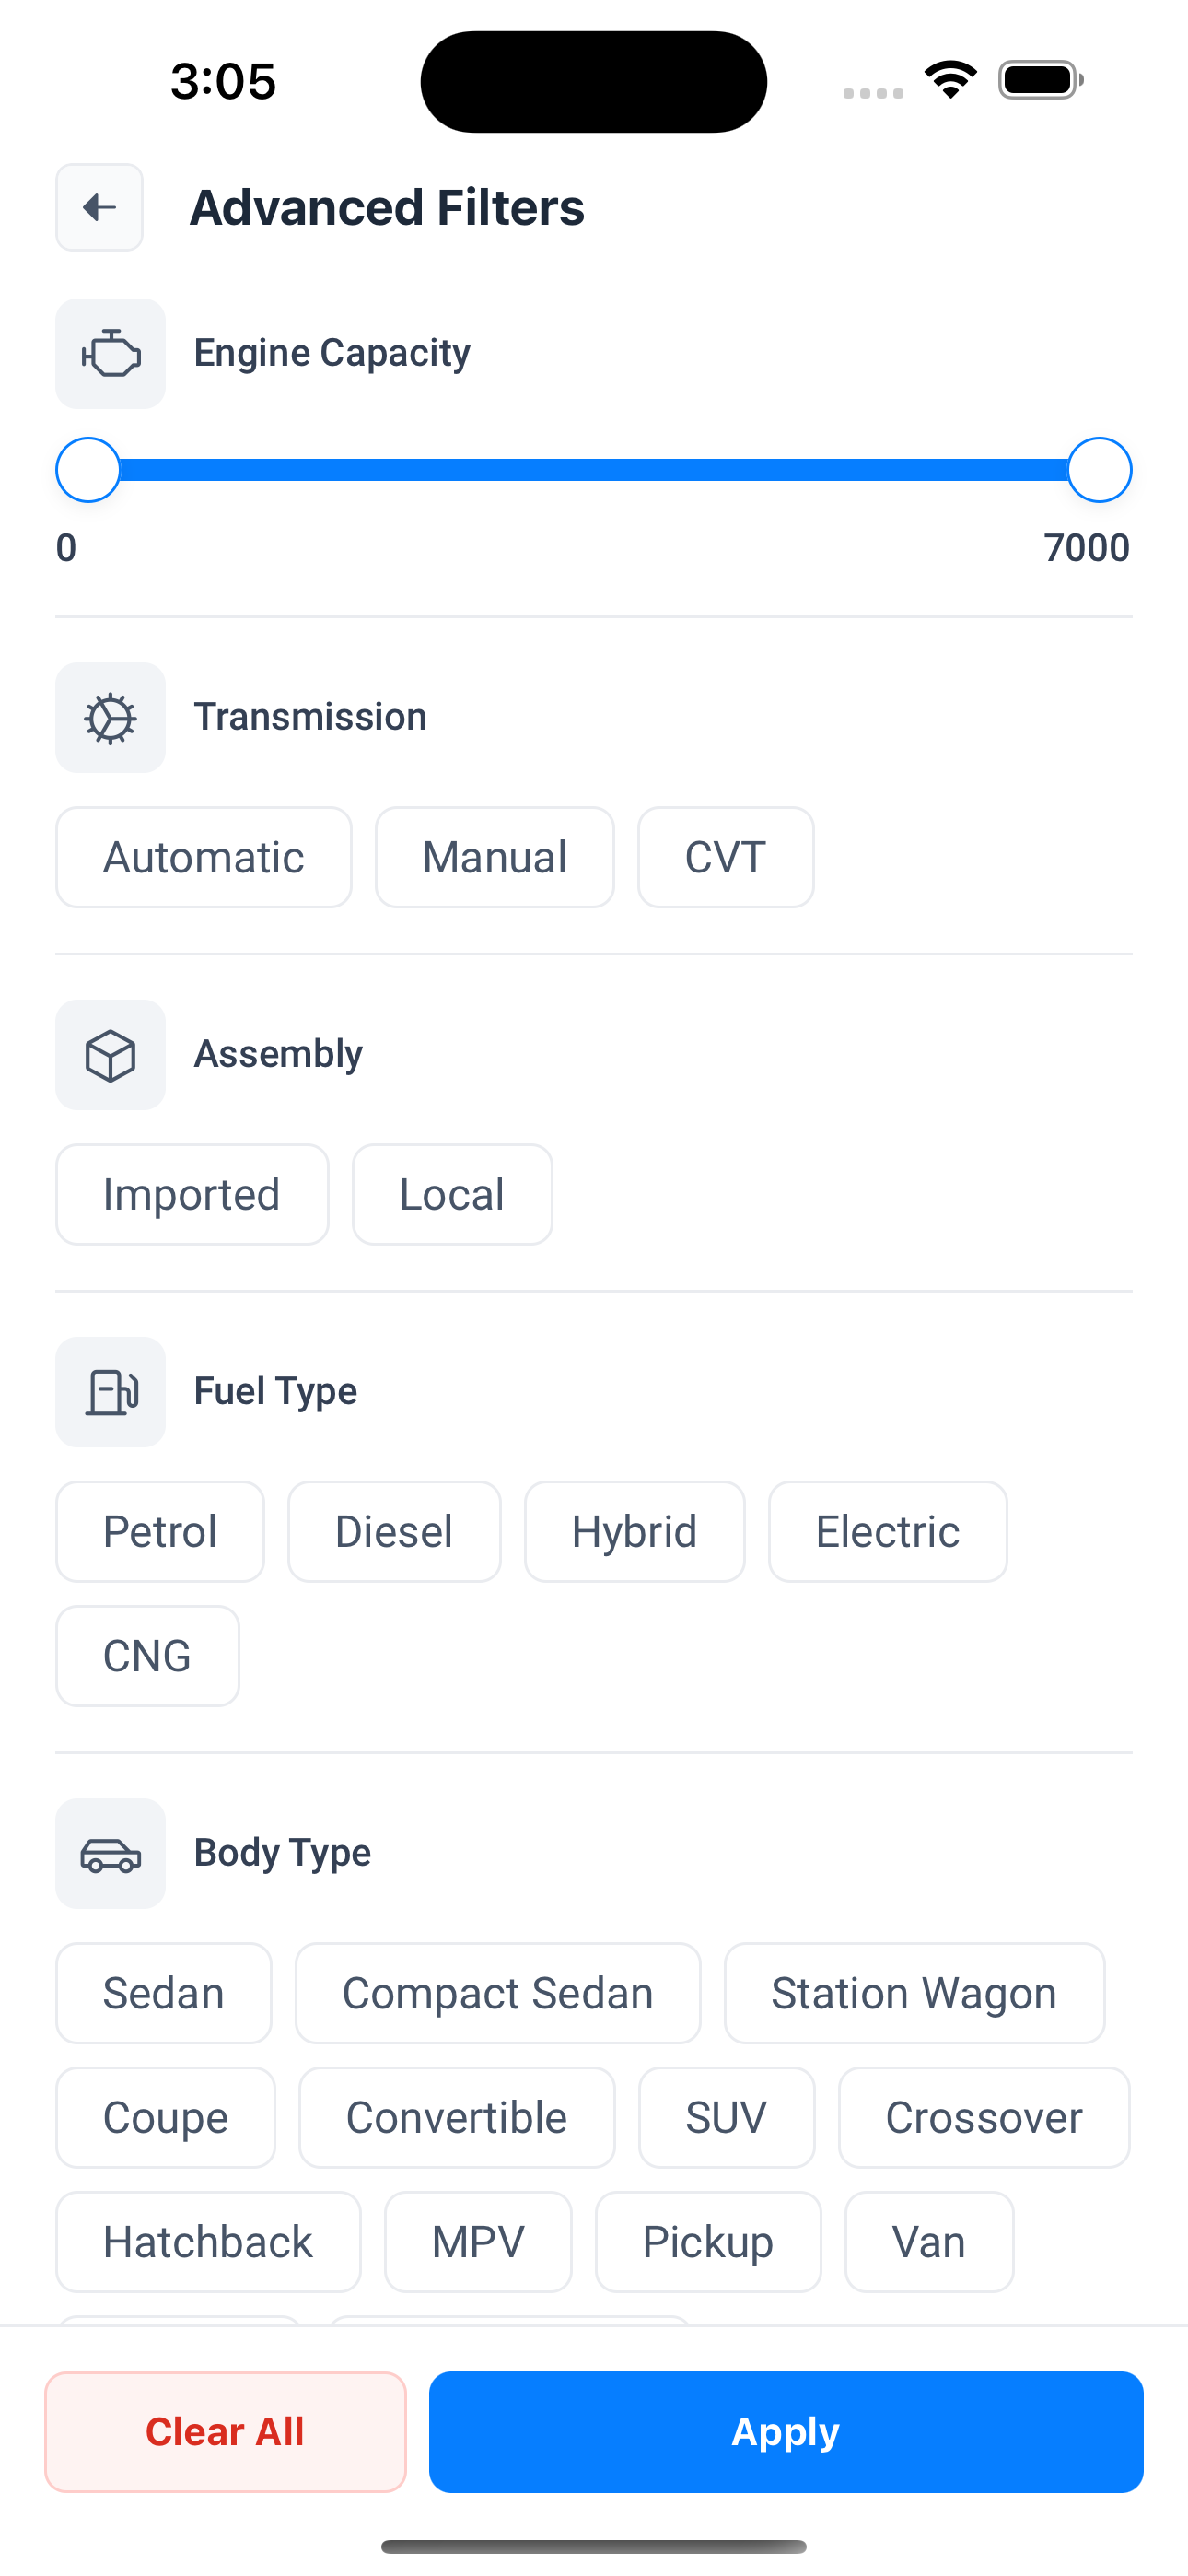 3:05
Advanced Filters
Engine Capacity
0 7000
Transmission
Automatic Manual CVT
Assembly
Imported Local
Fuel Type
Petrol Diesel Hybrid Electric
CNG
Body Type
Sedan Compact Sedan Station Wagon
Coupe Convertible SUV Crossover
Hatchback MPV Pickup Van
Clear All Apply